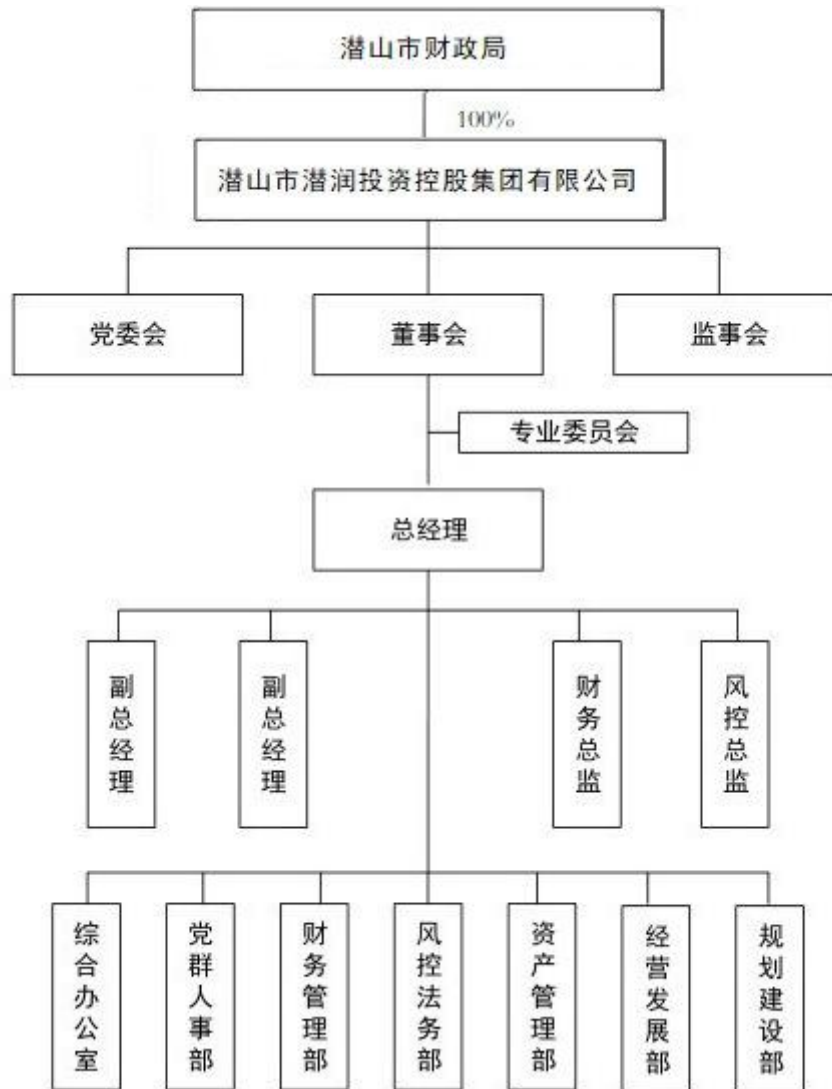 潜山市财政局
100%
潜山市潜润投资控股集团有限公司
党委会
董事会
监事会
专业委员会
总经理
副总经理
副总经理
财务总监
风控总监
综合办公室
党群人事部
财务管理部
风控法务部
资产管理部
经营发展部
规划建设部